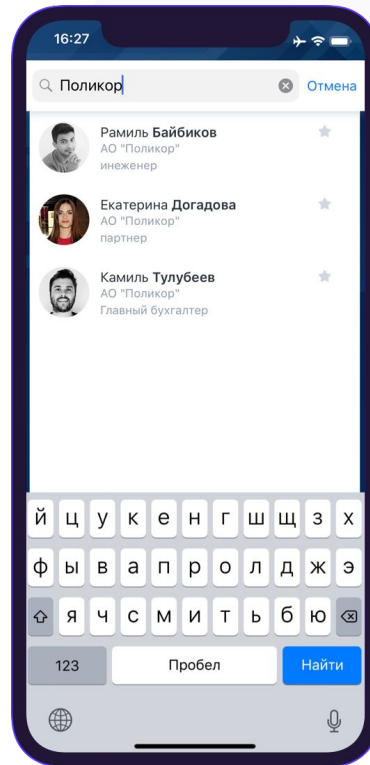 16:27
Поликор
Отмена
Рамиль Байбиков
АО "Поликор"
инеженер
Екатерина Догадова
АО "Поликор"
партнер
Камиль Тулубеев
АО "Поликор"
Главный бухгалтер
й ц у к е н г ш щ з х
ф ы в а п р о л д ж э
я ч с м и т ь б ю
123 Пробел Найти